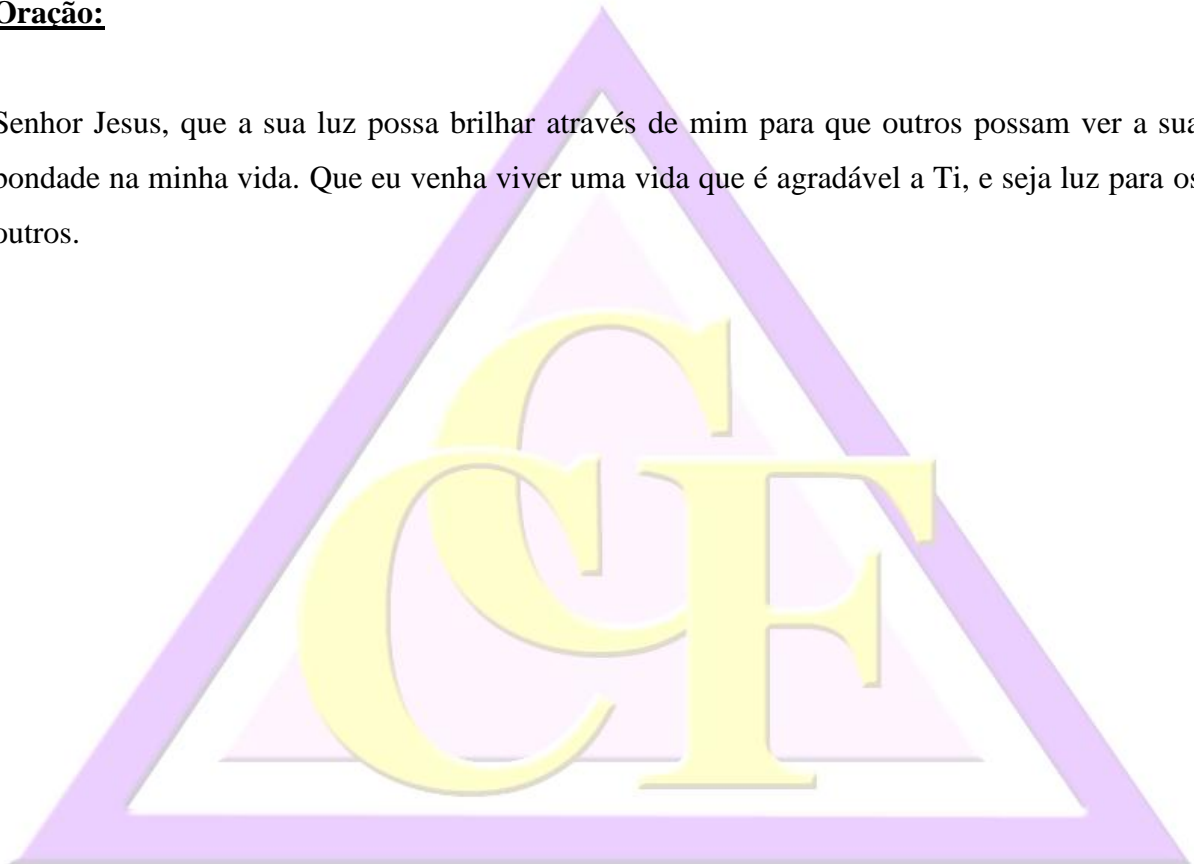 Oração:
Senhor Jesus, que a sua luz possa brilhar através de mim para que outros possam ver a sua
bondade na minha vida. Que eu venha viver uma vida que é agradável a Ti, e seja luz para os
outros.
CCF